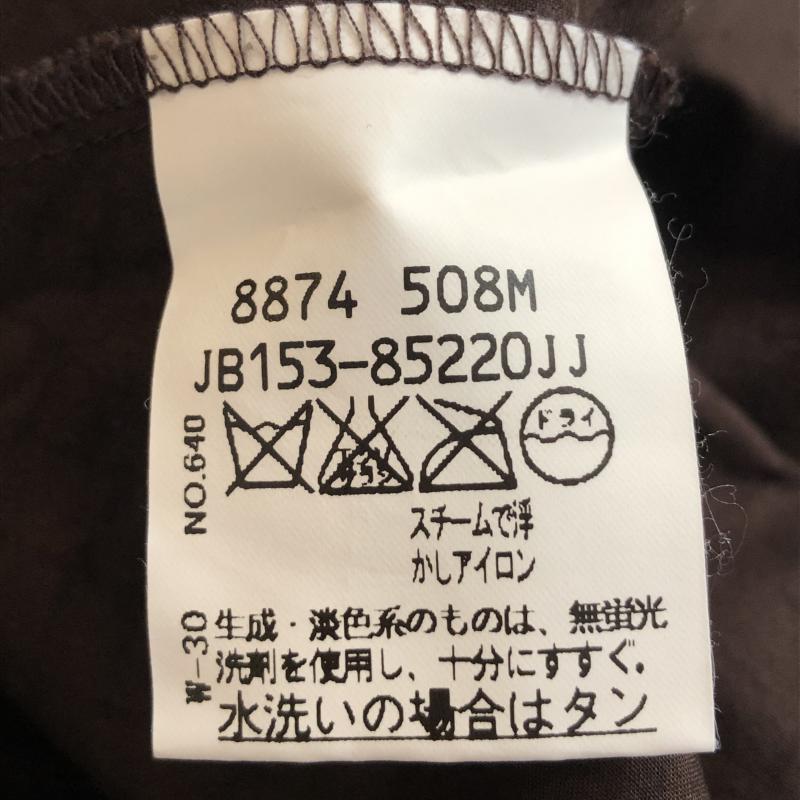 8874 508M
JB153-85220JJ
NO.640
ドライ
スチームで浮
かしアイロン
W-30
生成・淡色系のものは、無蛍光
洗剤を使用し、十分にすすぐ.
水洗いの場合はタン